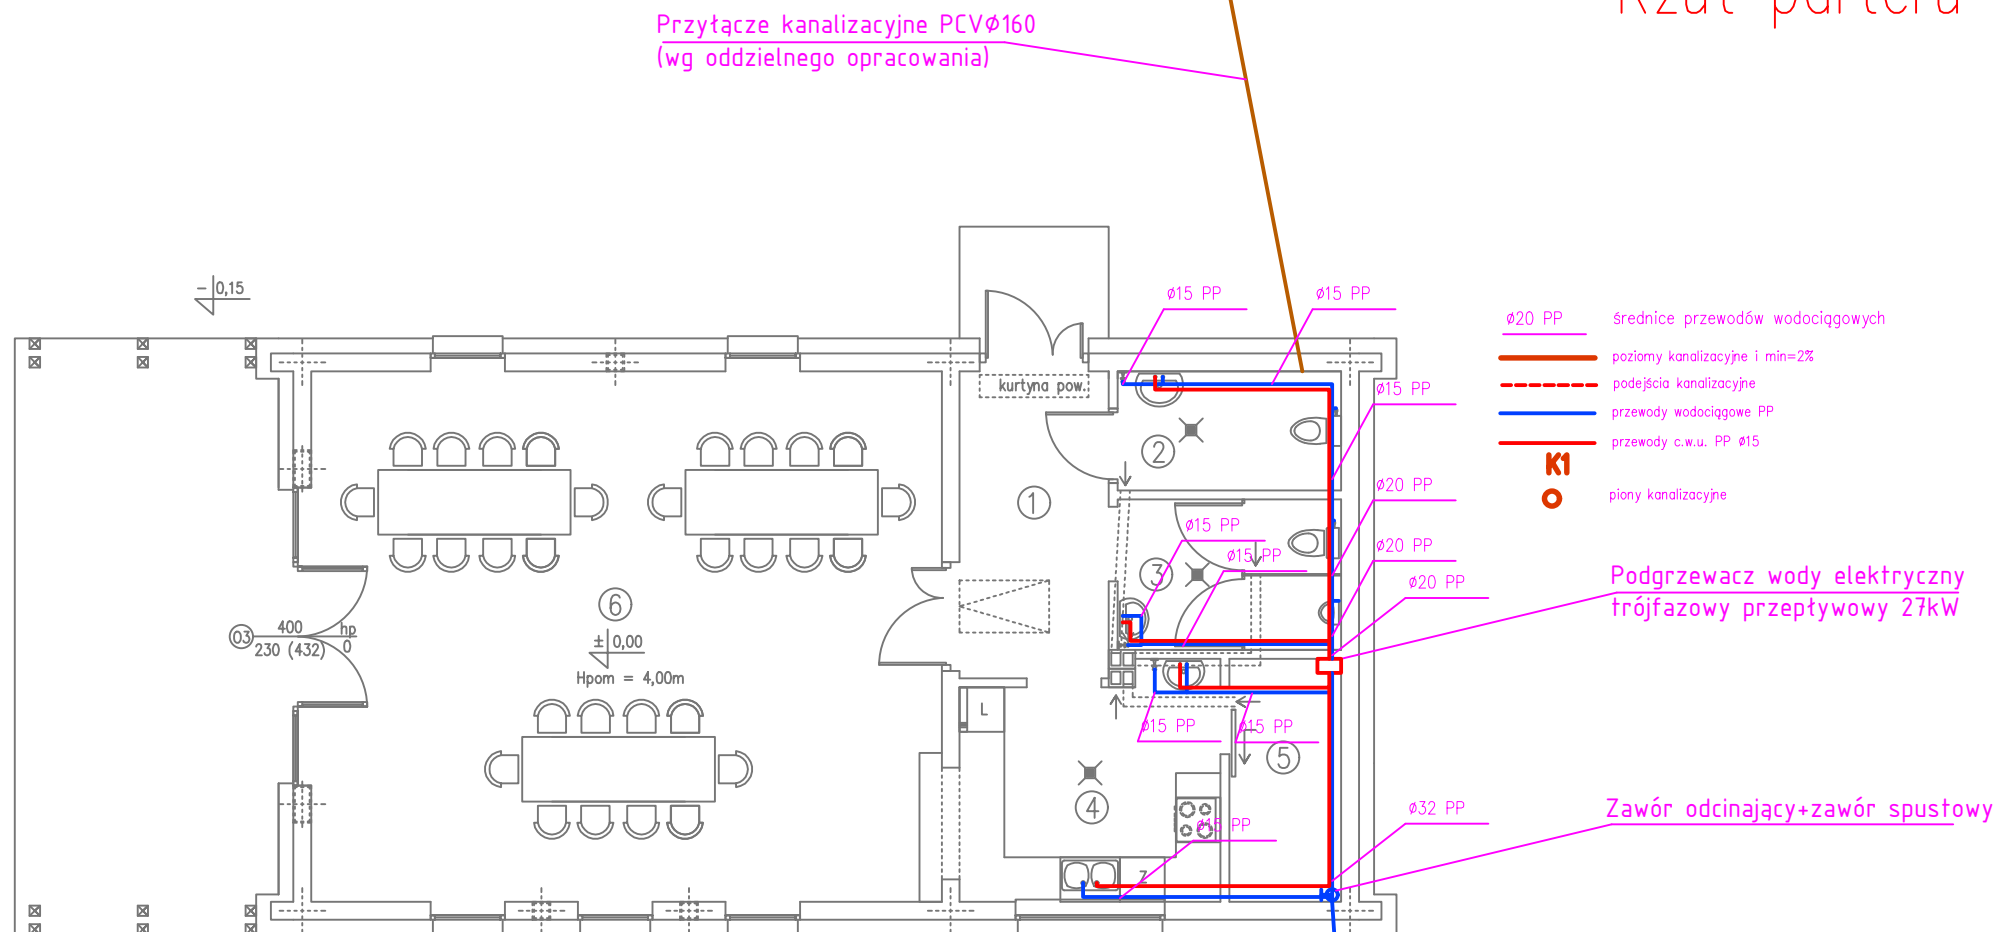 Rzut parteru
Przyłącze kanalizacyjne PCVØ160
(wg oddzielnego opracowania)
- 0,15
ø15 PP
ø15 PP
ø20 PP
średnice przewodów wodociągowych
poziomy kanalizacyjne i min=2%
podejścia kanalizacyjne
przewody wodociągowe PP
przewody c.w.u. PP ø15
K1
piony kanalizacyjne
kurtyna pow.
ø15 PP
2
1
ø20 PP
ø15 PP
ø20 PP
ø15 PP
3
ø20 PP
Podgrzewacz wody elektryczny
trójfazowy przepływowy 27kW
6
03
400
hp
230 (432)
0
± 0,00
Hpom = 4,00m
L
ø15 PP
ø15 PP
5
4
ø15 PP
ø32 PP
Zawór odcinający+zawór spustowy
Z